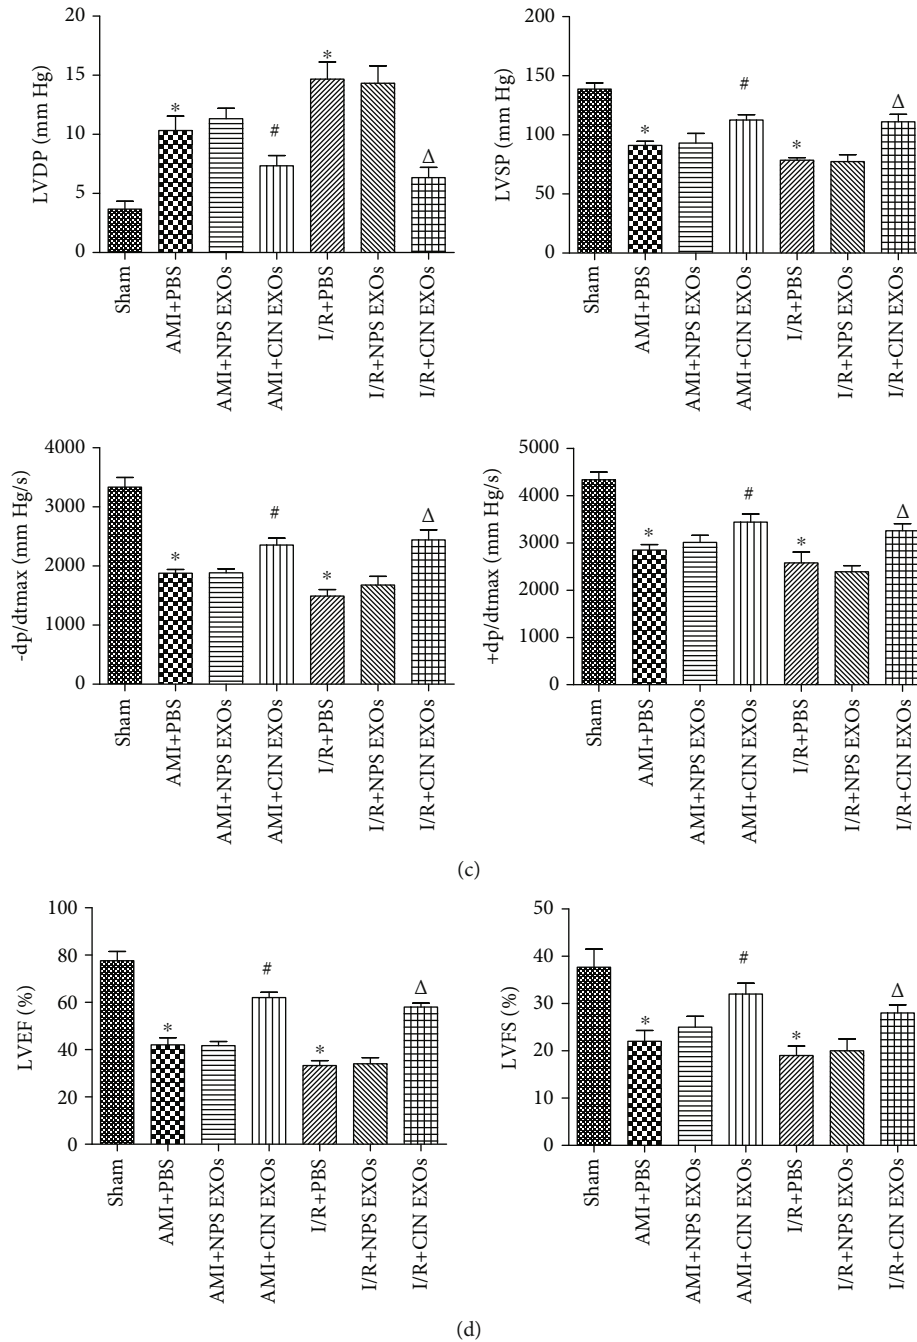 LVDP (mm Hg)
20
15
10
5
0
*
#
*
Δ
Sham
AMI+PBS
AMI+NPS EXOs
AMI+CIN EXOs
I/R+PBS
I/R+NPS EXOs
I/R+CIN EXOs
LVSP (mm Hg)
200
150
100
50
0
*
#
*
Δ
Sham
AMI+PBS
AMI+NPS EXOs
AMI+CIN EXOs
I/R+PBS
I/R+NPS EXOs
I/R+CIN EXOs
-dp/dtmax (mm Hg/s)
4000
3000
2000
1000
0
*
#
*
Δ
Sham
AMI+PBS
AMI+NPS EXOs
AMI+CIN EXOs
I/R+PBS
I/R+NPS EXOs
I/R+CIN EXOs
+dp/dtmax (mm Hg/s)
5000
4000
3000
2000
1000
0
*
#
*
Δ
Sham
AMI+PBS
AMI+NPS EXOs
AMI+CIN EXOs
I/R+PBS
I/R+NPS EXOs
I/R+CIN EXOs
(c)
LVEF (%)
100
80
60
40
20
0
*
#
*
Δ
Sham
AMI+PBS
AMI+NPS EXOs
AMI+CIN EXOs
I/R+PBS
I/R+NPS EXOs
I/R+CIN EXOs
LVFS (%)
50
40
30
20
10
0
*
#
*
Δ
Sham
AMI+PBS
AMI+NPS EXOs
AMI+CIN EXOs
I/R+PBS
I/R+NPS EXOs
I/R+CIN EXOs
(d)